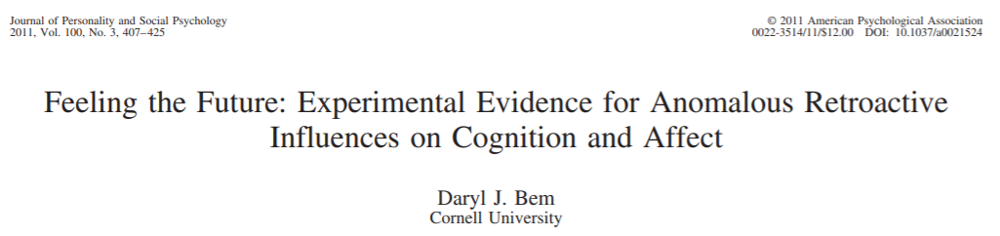 Journal of Personality and Social Psychology
2011, Vol. 100, No. 3, 407–425
© 2011 American Psychological Association
0022-3514/11/$12.00 DOI: 10.1037/a0021524
Feeling the Future: Experimental Evidence for Anomalous Retroactive
Influences on Cognition and Affect
Daryl J. Bem
Cornell University